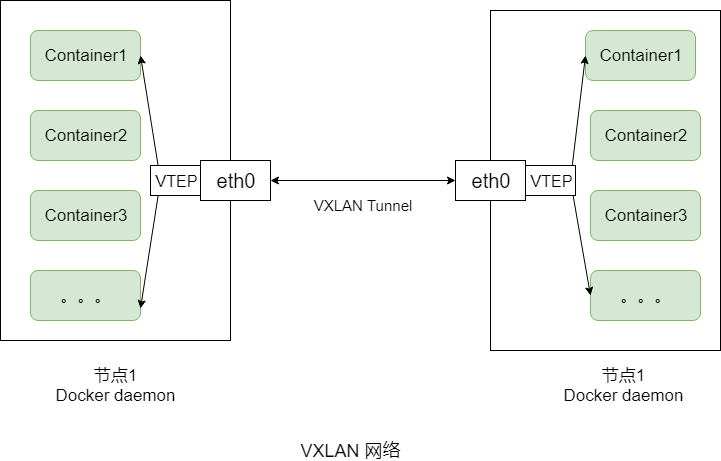 Container1
Container2
Container3
。。。
VTEP
eth0
VXLAN Tunnel
eth0
VTEP
Container1
Container2
Container3
。。。
节点1
Docker daemon
节点1
Docker daemon
VXLAN 网络